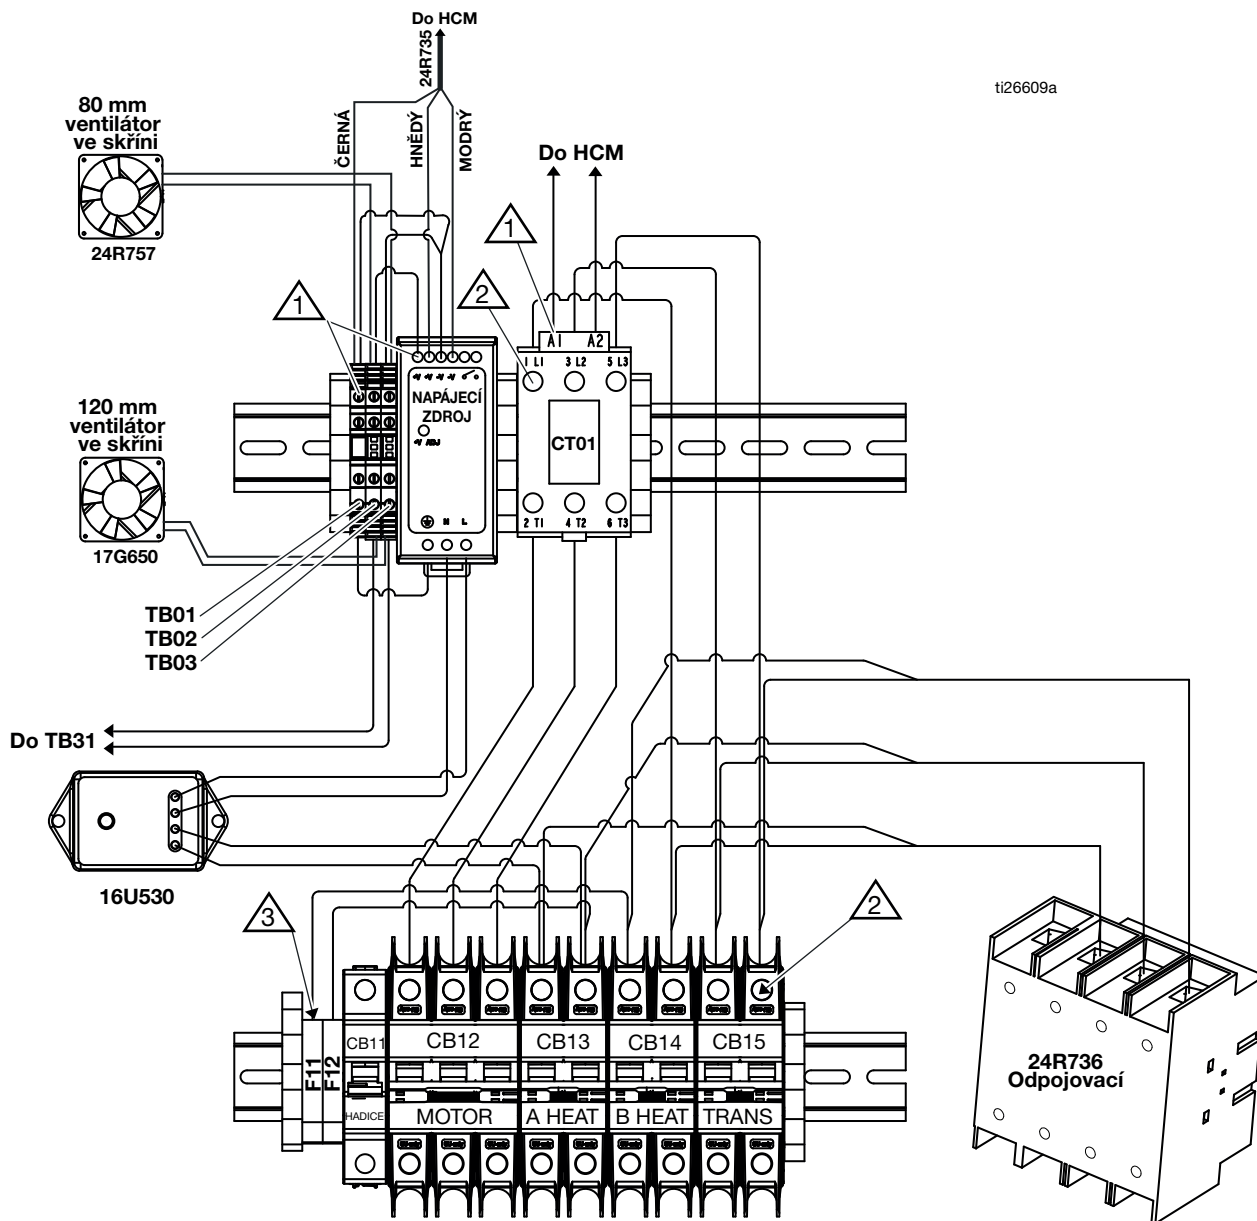 Do HCM
24R735
ti26609a
80 mm
ventilátor
ve skříni
24R757
ČERNÁ
HNĚDÝ
MODRÝ
Do HCM
1
1
2
A1 A2
1 L1 3 L2 5 L3
NAPÁJECÍ
ZDROJ
+V ADJ
CT01
N L
2 T1 4 T2 6 T3
120 mm
ventilátor
ve skříni
17G650
TB01
TB02
TB03
Do TB31
16U530
3
2
F11
F12
CB11
CB12
CB13
CB14
CB15
HADICE
MOTOR
A HEAT
B HEAT
TRANS
24R736
Odpojovací